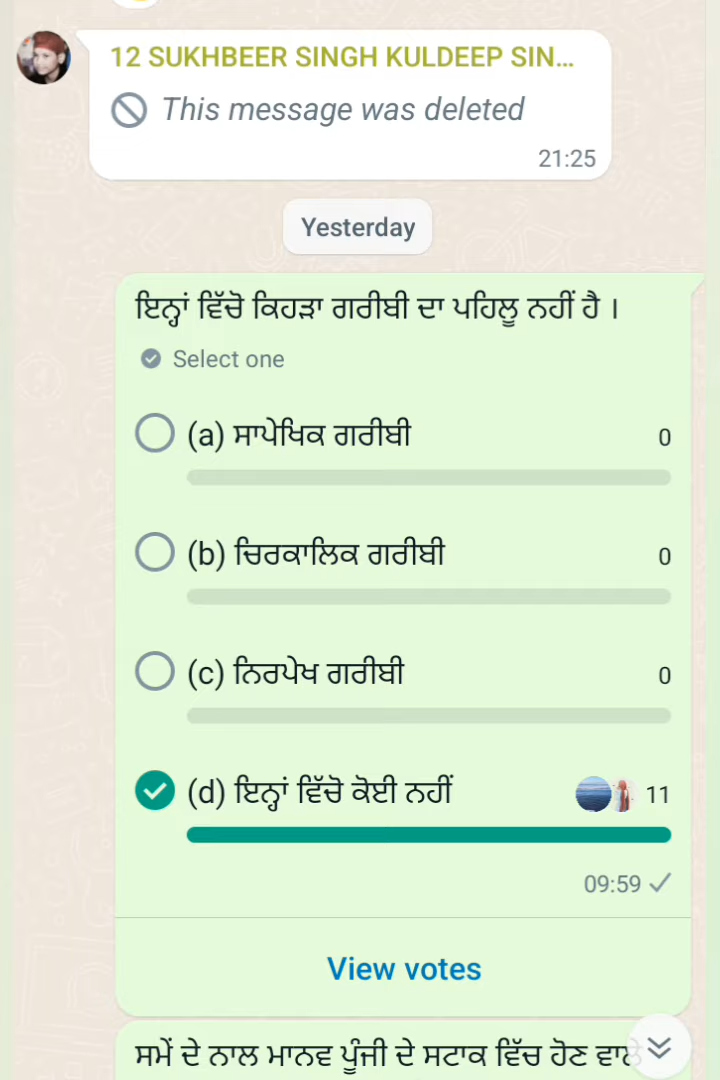 12 SUKHBEER SINGH KULDEEP SIN...
This message was deleted
21:25
Yesterday
ਇਨ੍ਹਾਂ ਵਿੱਚੋ ਕਿਹੜਾ ਗਰੀਬੀ ਦਾ ਪਹਿਲੂ ਨਹੀਂ ਹੈ ।
Select one
(a) ਸਾਪੇਖਿਕ ਗਰੀਬੀ 0
(b) ਚਿਰਕਾਲਿਕ ਗਰੀਬੀ 0
(c) ਨਿਰਪੇਖ ਗਰੀਬੀ 0
(d) ਇਨ੍ਹਾਂ ਵਿੱਚੋ ਕੋਈ ਨਹੀਂ 11
09:59
View votes
ਸਮੇਂ ਦੇ ਨਾਲ ਮਾਨਵ ਪੂੰਜੀ ਦੇ ਸਟਾਕ ਵਿੱਚ ਹੋਣ ਵਾਲੇ